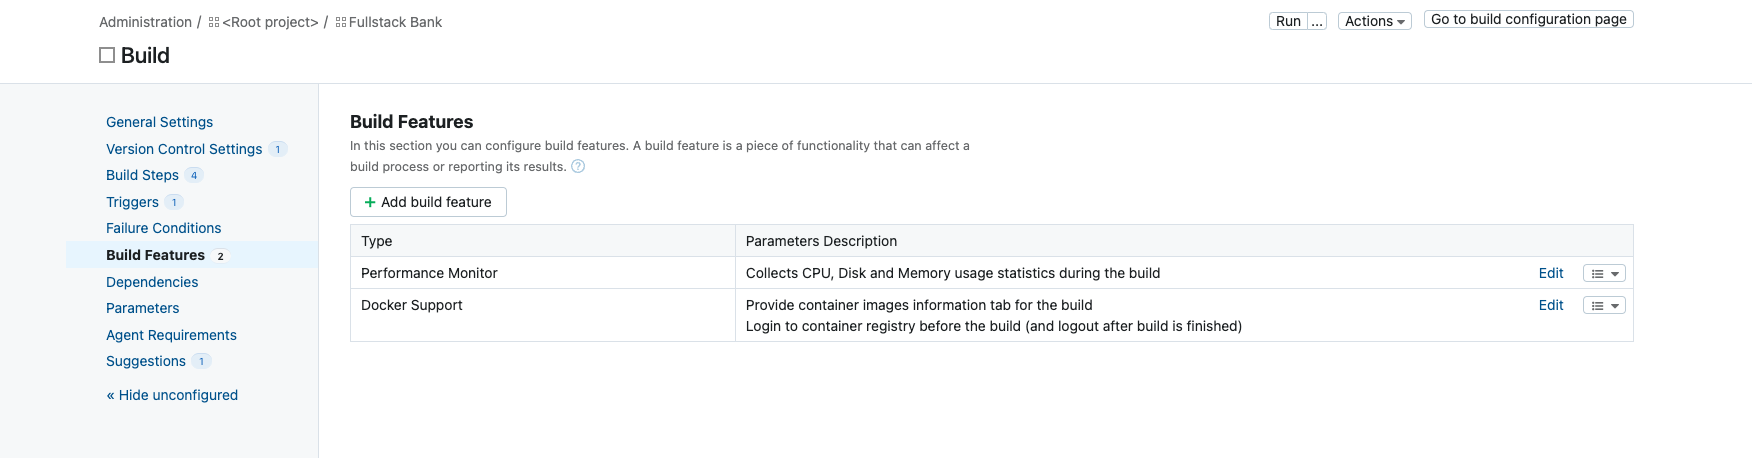 Administration / <Root project> / Fullstack Bank
Run ... Actions Go to build configuration page
Build
General Settings
Version Control Settings 1
Build Steps 4
Triggers 1
Failure Conditions
Build Features 2
Dependencies
Parameters
Agent Requirements
Suggestions 1
« Hide unconfigured
Build Features
In this section you can configure build features. A build feature is a piece of functionality that can affect a
build process or reporting its results. ?
+ Add build feature
Type Parameters Description
Performance Monitor Collects CPU, Disk and Memory usage statistics during the build Edit
Docker Support Provide container images information tab for the build Edit
Login to container registry before the build (and logout after build is finished)